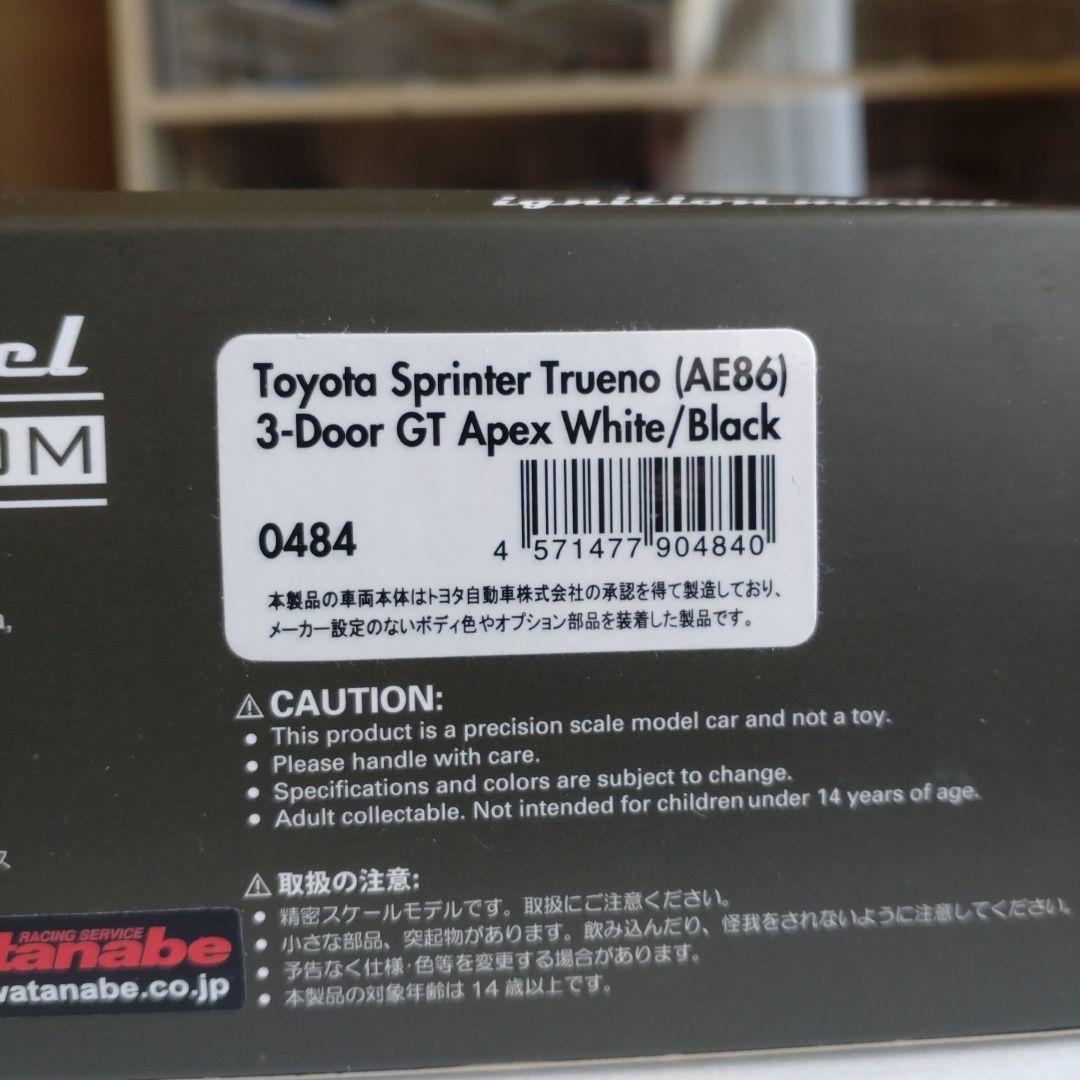 ignition model
el
OM
Toyota Sprinter Trueno (AE86)
3-Door GT Apex White/Black
0484
4 571477 904840
本製品の車両本体はトヨタ自動車株式会社の承認を得て製造しており、
メーカー設定のないボディ色やオプション部品を装着した製品です。
⚠ CAUTION:
• This product is a precision scale model car and not a toy.
• Please handle with care.
• Specifications and colors are subject to change.
• Adult collectable. Not intended for children under 14 years of age.
ス
⚠ 取扱の注意:
• 精密スケールモデルです。取扱にご注意ください。
• 小さな部品、突起物があります。飲み込んだり、怪我をされないように注意してください。
• 予告なく仕様・色等を変更する場合があります。
• 本製品の対象年齢は14歳以上です。
RACING SERVICE
tanabe
watanabe.co.jp